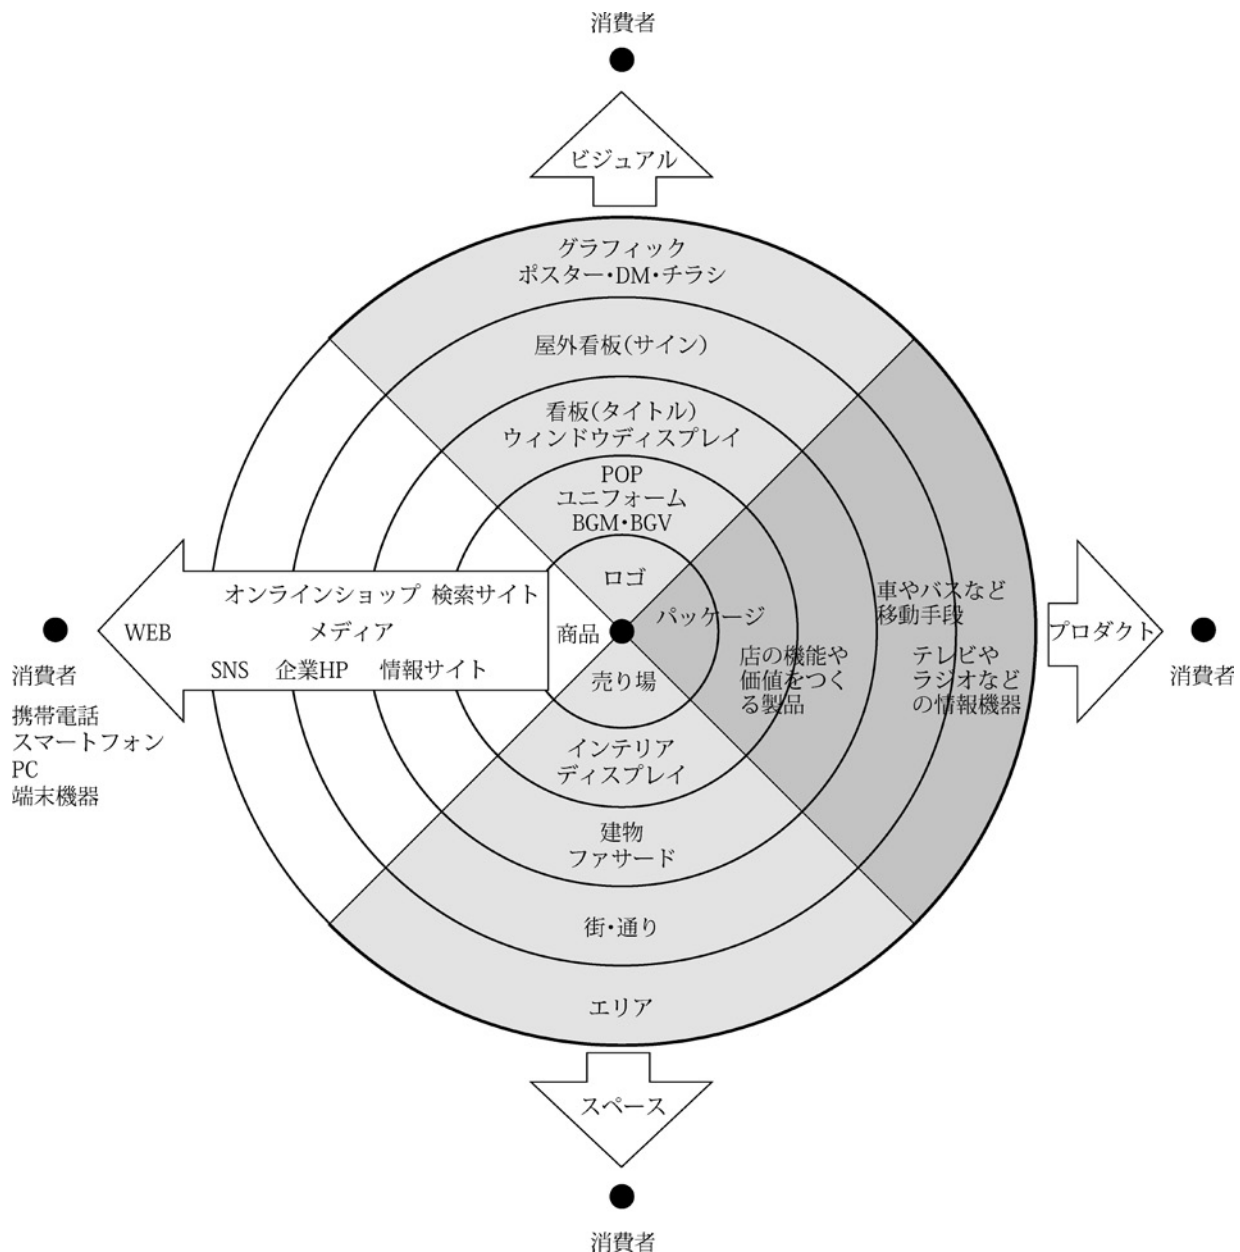 消費者
ビジュアル
グラフィック
ポスター・DM・チラシ
屋外看板(サイン)
看板(タイトル)
ウィンドウディスプレイ
POP
ユニフォーム
BGM・BGV
ロゴ
オンラインショップ 検索サイト
WEB
メディア
SNS 企業HP 情報サイト
商品
消費者
携帯電話
スマートフォン
PC
端末機器
パッケージ
店の機能や
価値をつく
る製品
車やバスなど
移動手段
テレビや
ラジオなど
の情報機器
プロダクト
消費者
売り場
インテリア
ディスプレイ
建物
ファサード
街・通り
エリア
スペース
消費者